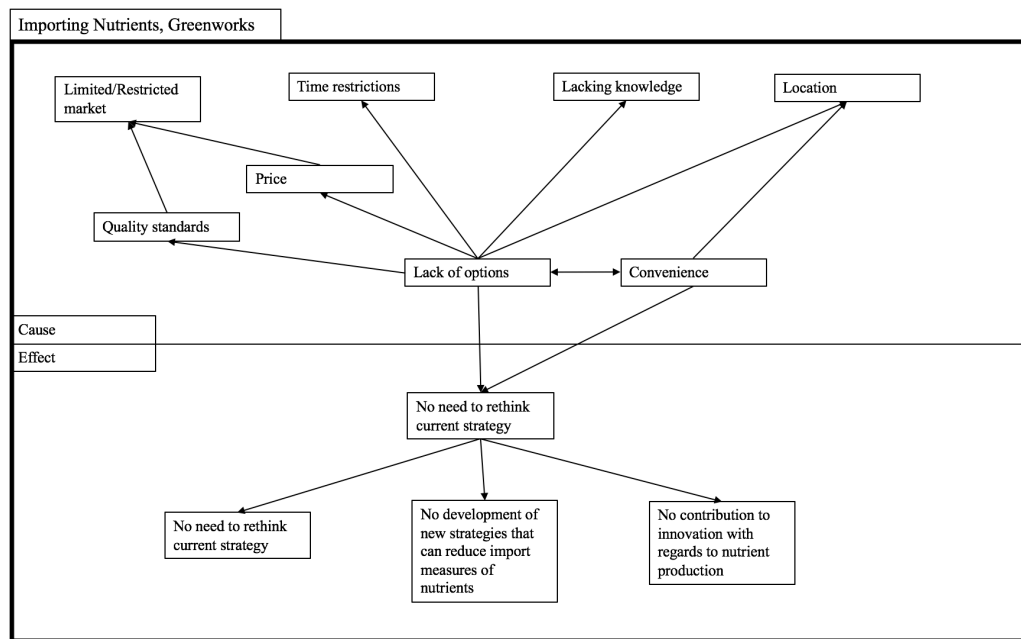 Importing Nutrients, Greenworks
Limited/Restricted
market
Time restrictions
Lacking knowledge
Location
Price
Quality standards
Lack of options
Convenience
Cause
Effect
No need to rethink
current strategy
No need to rethink
current strategy
No development of
new strategies that
can reduce import
measures of
nutrients
No contribution to
innovation with
regards to nutrient
production